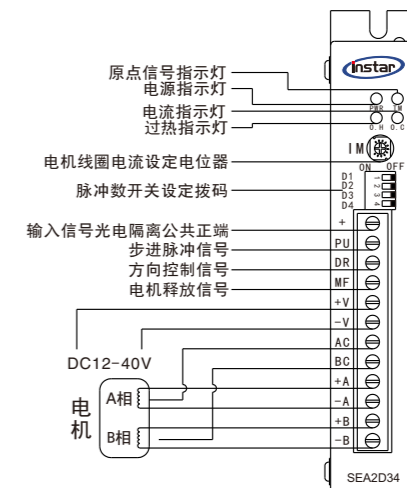 instar
原点信号指示灯
电源指示灯
PWR IM
电流指示灯
过热指示灯
O.H O.C
IM
电机线圈电流设定电位器
ON OFF
脉冲数开关设定拨码
D1 1
D2 2
D3 3
D4 4
输入信号光电隔离公共正端 +
步进脉冲信号 PU
方向控制信号 DR
电机释放信号 MF
+V
-V
DC12-40V
AC
BC
电机
A相
+A
-A
B相
+B
-B
SEA2D34